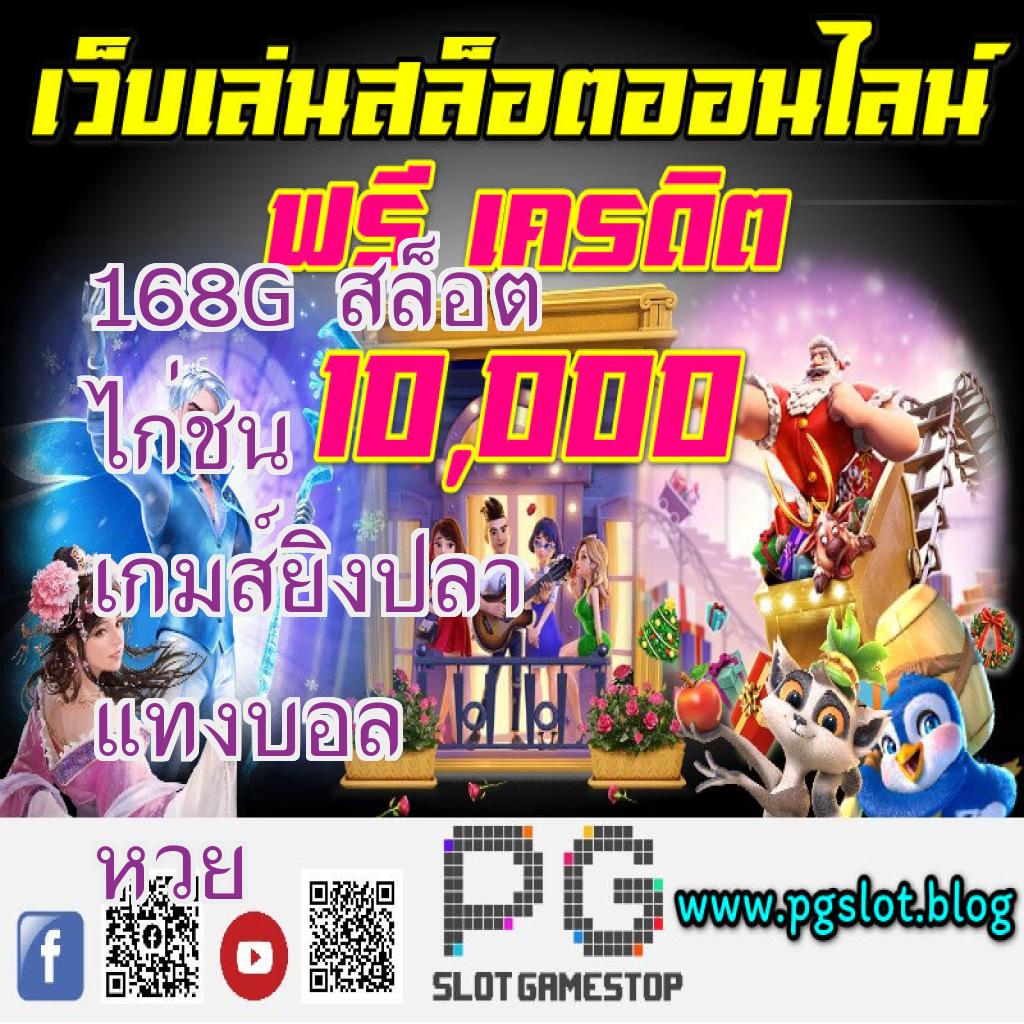 เว็บเล่นสล็อตออนไลน์
ฟรี เครดิต
168G สล็อต
10,000
ไก่ชน
เกมส์ยิงปลา
แทงบอล
หวย
PG
SLOT GAMESTOP
www.pgslot.blog